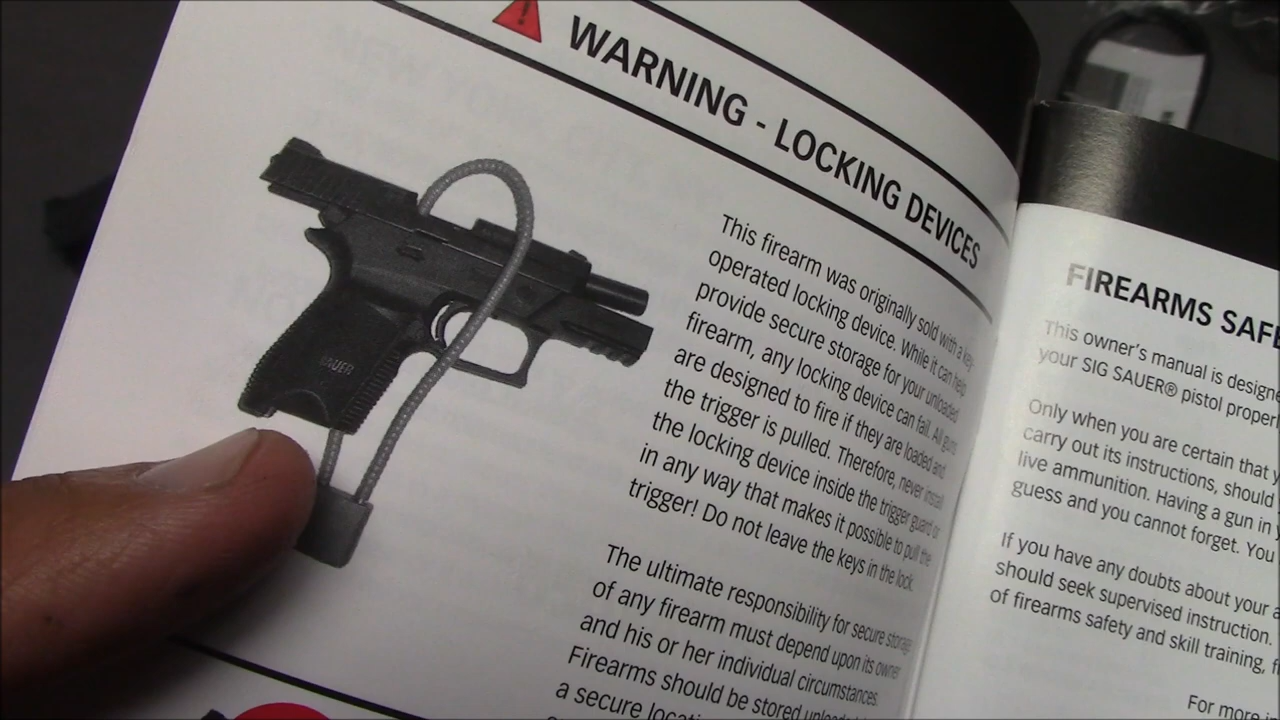 WARNING - LOCKING DEVICES
This firearm was originally sold with a key
operated locking device. While it can help
provide secure storage for your unloaded
firearm, any locking device can fail. All guns
are designed to fire if they are loaded and
the trigger is pulled. Therefore, never install
the locking device inside the trigger guard or
in any way that makes it possible to pull the
trigger! Do not leave the keys in the lock.
The ultimate responsibility for secure storage
of any firearm must depend upon its owner
and his or her individual circumstances.
Firearms should be stored unloaded
a secure
SAUER
FIREARMS
This owner's manual is
your SIG SAUER® pistol
Only when you are certain that
carry out its instructions, should
live ammunition. Having a gun in
guess and you cannot forget. You
If you have any doubts about your
should seek supervised instruction.
of firearms safety and skill training,
For more